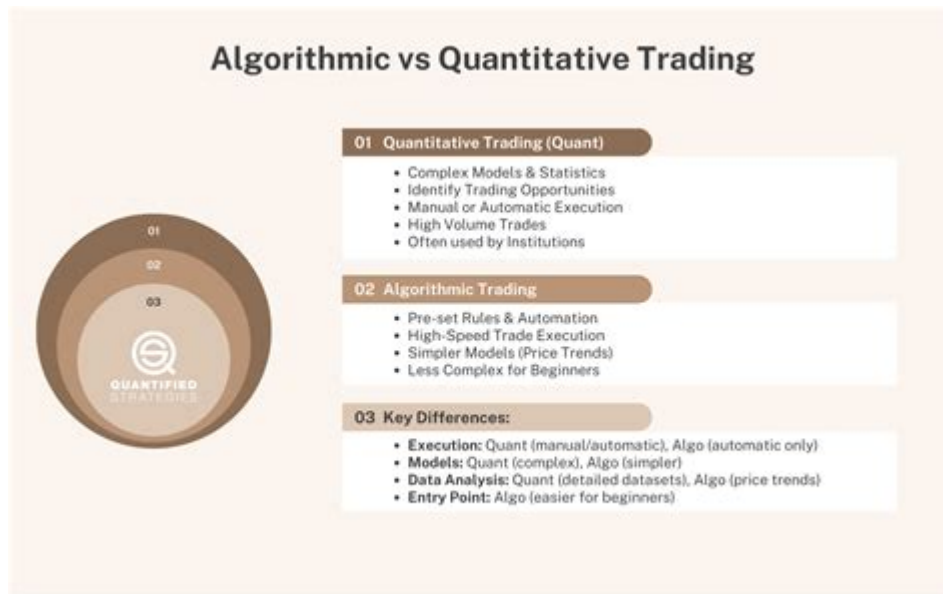 Algorithmic vs Quantitative Trading
01 Quantitative Trading (Quant)
• Complex Models & Statistics
• Identify Trading Opportunities
• Manual or Automatic Execution
• High Volume Trades
• Often used by Institutions
01
02
03
QUANTIFIED
STRATEGIES
02 Algorithmic Trading
• Pre-set Rules & Automation
• High-Speed Trade Execution
• Simpler Models (Price Trends)
• Less Complex for Beginners
03 Key Differences:
• Execution: Quant (manual/automatic), Algo (automatic only)
• Models: Quant (complex), Algo (simpler)
• Data Analysis: Quant (detailed datasets), Algo (price trends)
• Entry Point: Algo (easier for beginners)